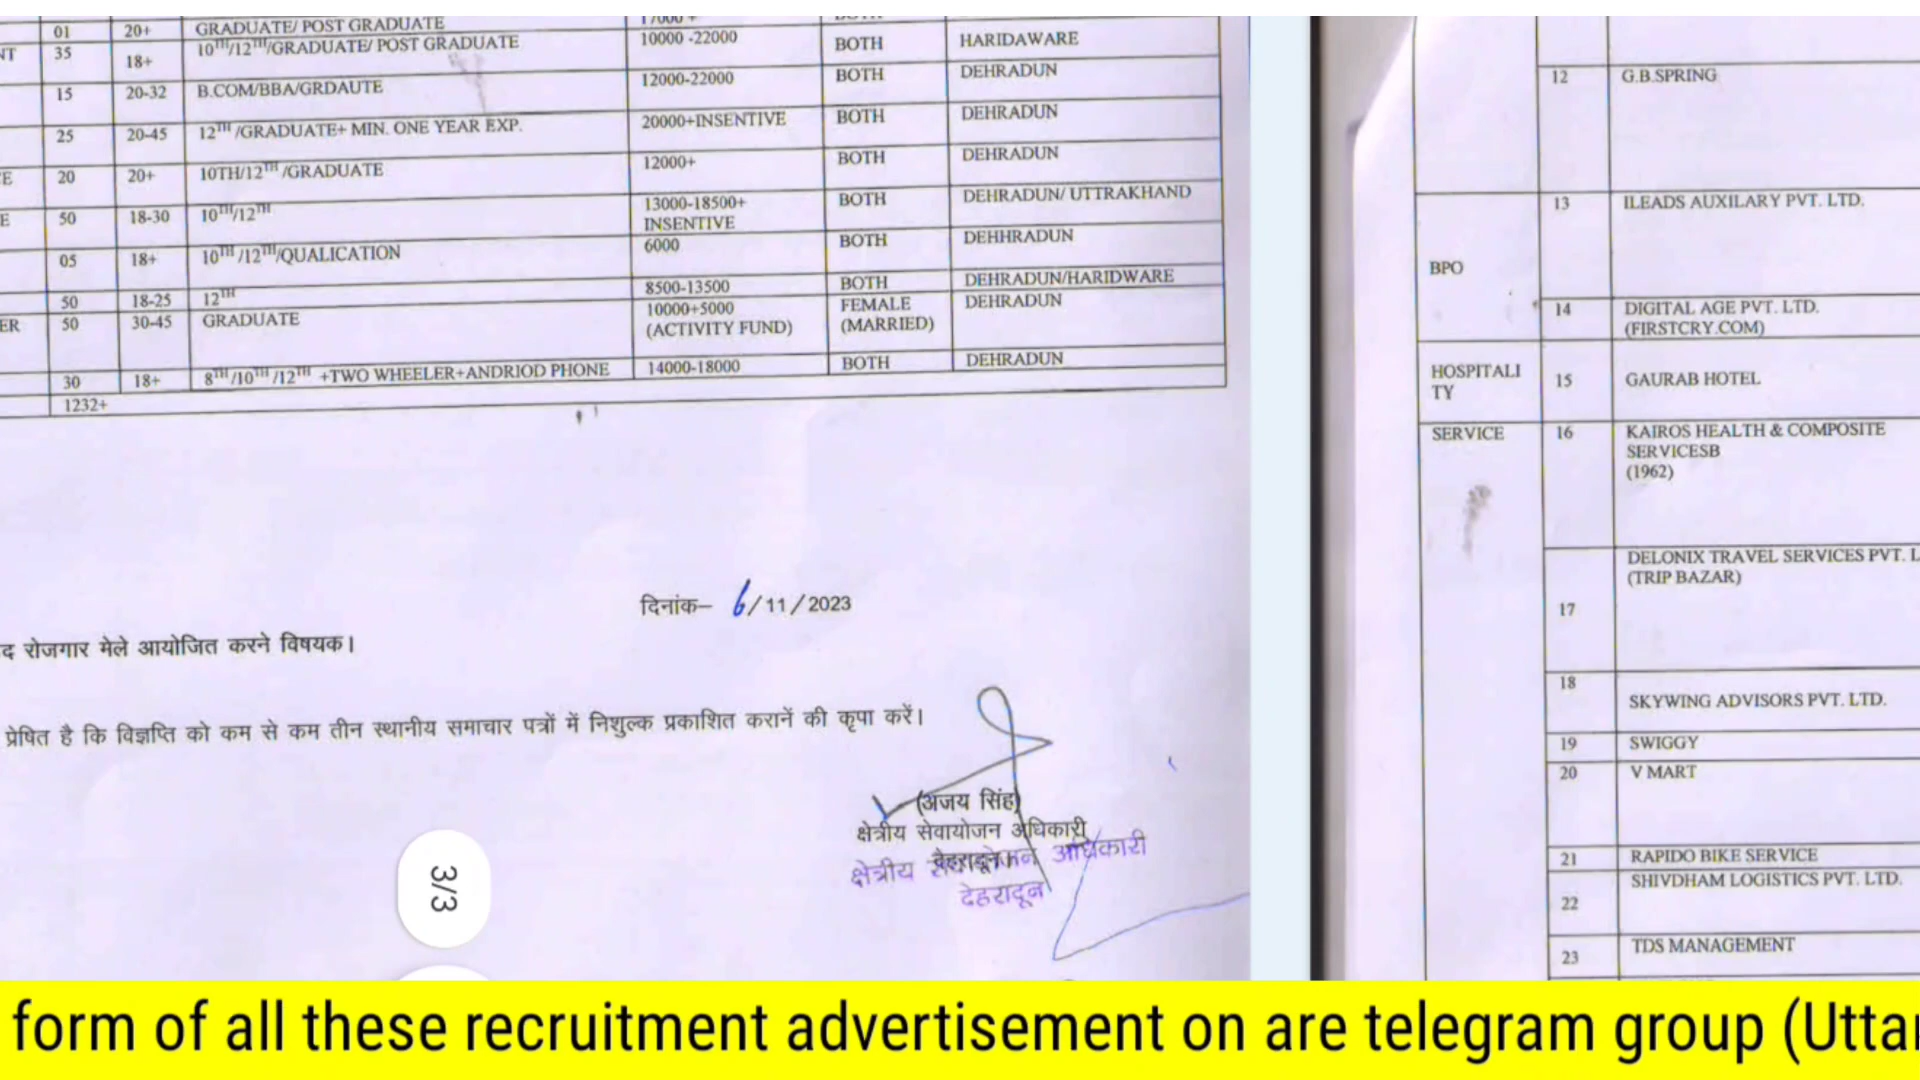 01 20+ GRADUATE/ POST GRADUATE 17000 +
NT 35 18+ 10TH/12TH/GRADUATE/ POST GRADUATE 10000 -22000 BOTH HARIDAWARE
15 20-32 B.COM/BBA/GRDAUTE 12000-22000 BOTH DEHRADUN
25 20-45 12TH /GRADUATE+ MIN. ONE YEAR EXP. 20000+INSENTIVE BOTH DEHRADUN
E 20 20+ 10TH/12TH /GRADUATE 12000+ BOTH DEHRADUN
E 50 18-30 10TH/12TH 13000-18500+ BOTH DEHRADUN/ UTTRAKHAND
INSENTIVE
05 18+ 10TH /12TH/QUALICATION 6000 BOTH DEHHRADUN
50 18-25 12TH 8500-13500 BOTH DEHRADUN/HARIDWARE
ER 50 30-45 GRADUATE 10000+5000 FEMALE DEHRADUN
(ACTIVITY FUND) (MARRIED)
30 18+ 8TH/10TH /12TH +TWO WHEELER+ANDRIOD PHONE 14000-18000 BOTH DEHRADUN
1232+
दिनांक– 6/11/2023
द रोजगार मेले आयोजित करने विषयक।
प्रेषित है कि विज्ञप्ति को कम से कम तीन स्थानीय समाचार पत्रों में निशुल्क प्रकाशित करानें की कृपा करें।
(अजय सिंह)
क्षेत्रीय सेवायोजन अधिकारी
देहरादून।
क्षेत्रीय सेवायोजन अधिकारी
देहरादून
3/3
12 G.B.SPRING
13 ILEADS AUXILARY PVT. LTD.
BPO
14 DIGITAL AGE PVT. LTD.
(FIRSTCRY.COM)
HOSPITALI
TY
15 GAURAB HOTEL
SERVICE 16 KAIROS HEALTH & COMPOSITE
SERVICESB
(1962)
DELONIX TRAVEL SERVICES PVT. L
(TRIP BAZAR)
17
18
SKYWING ADVISORS PVT. LTD.
19 SWIGGY
20 V MART
21 RAPIDO BIKE SERVICE
SHIVDHAM LOGISTICS PVT. LTD.
22
23 TDS MANAGEMENT
form of all these recruitment advertisement on are telegram group (Uttar